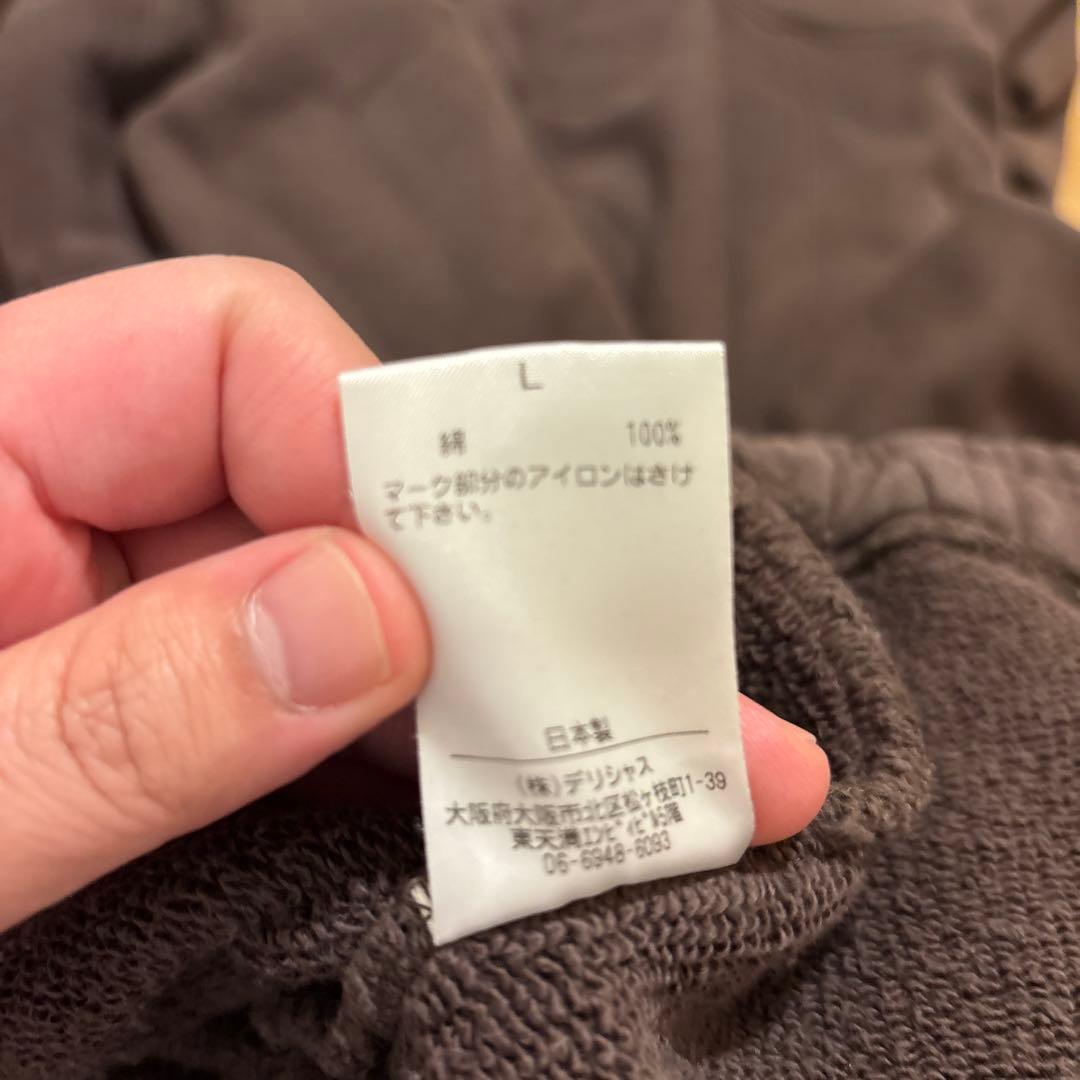 L
綿 100%
マーク部分のアイロンはさけ
て下さい。
日本製
(株)デリシャス
大阪府大阪市北区松ヶ枝町1-39
東天満ｴﾝﾋﾟｲﾋﾞﾙ5階
06-6948-6093